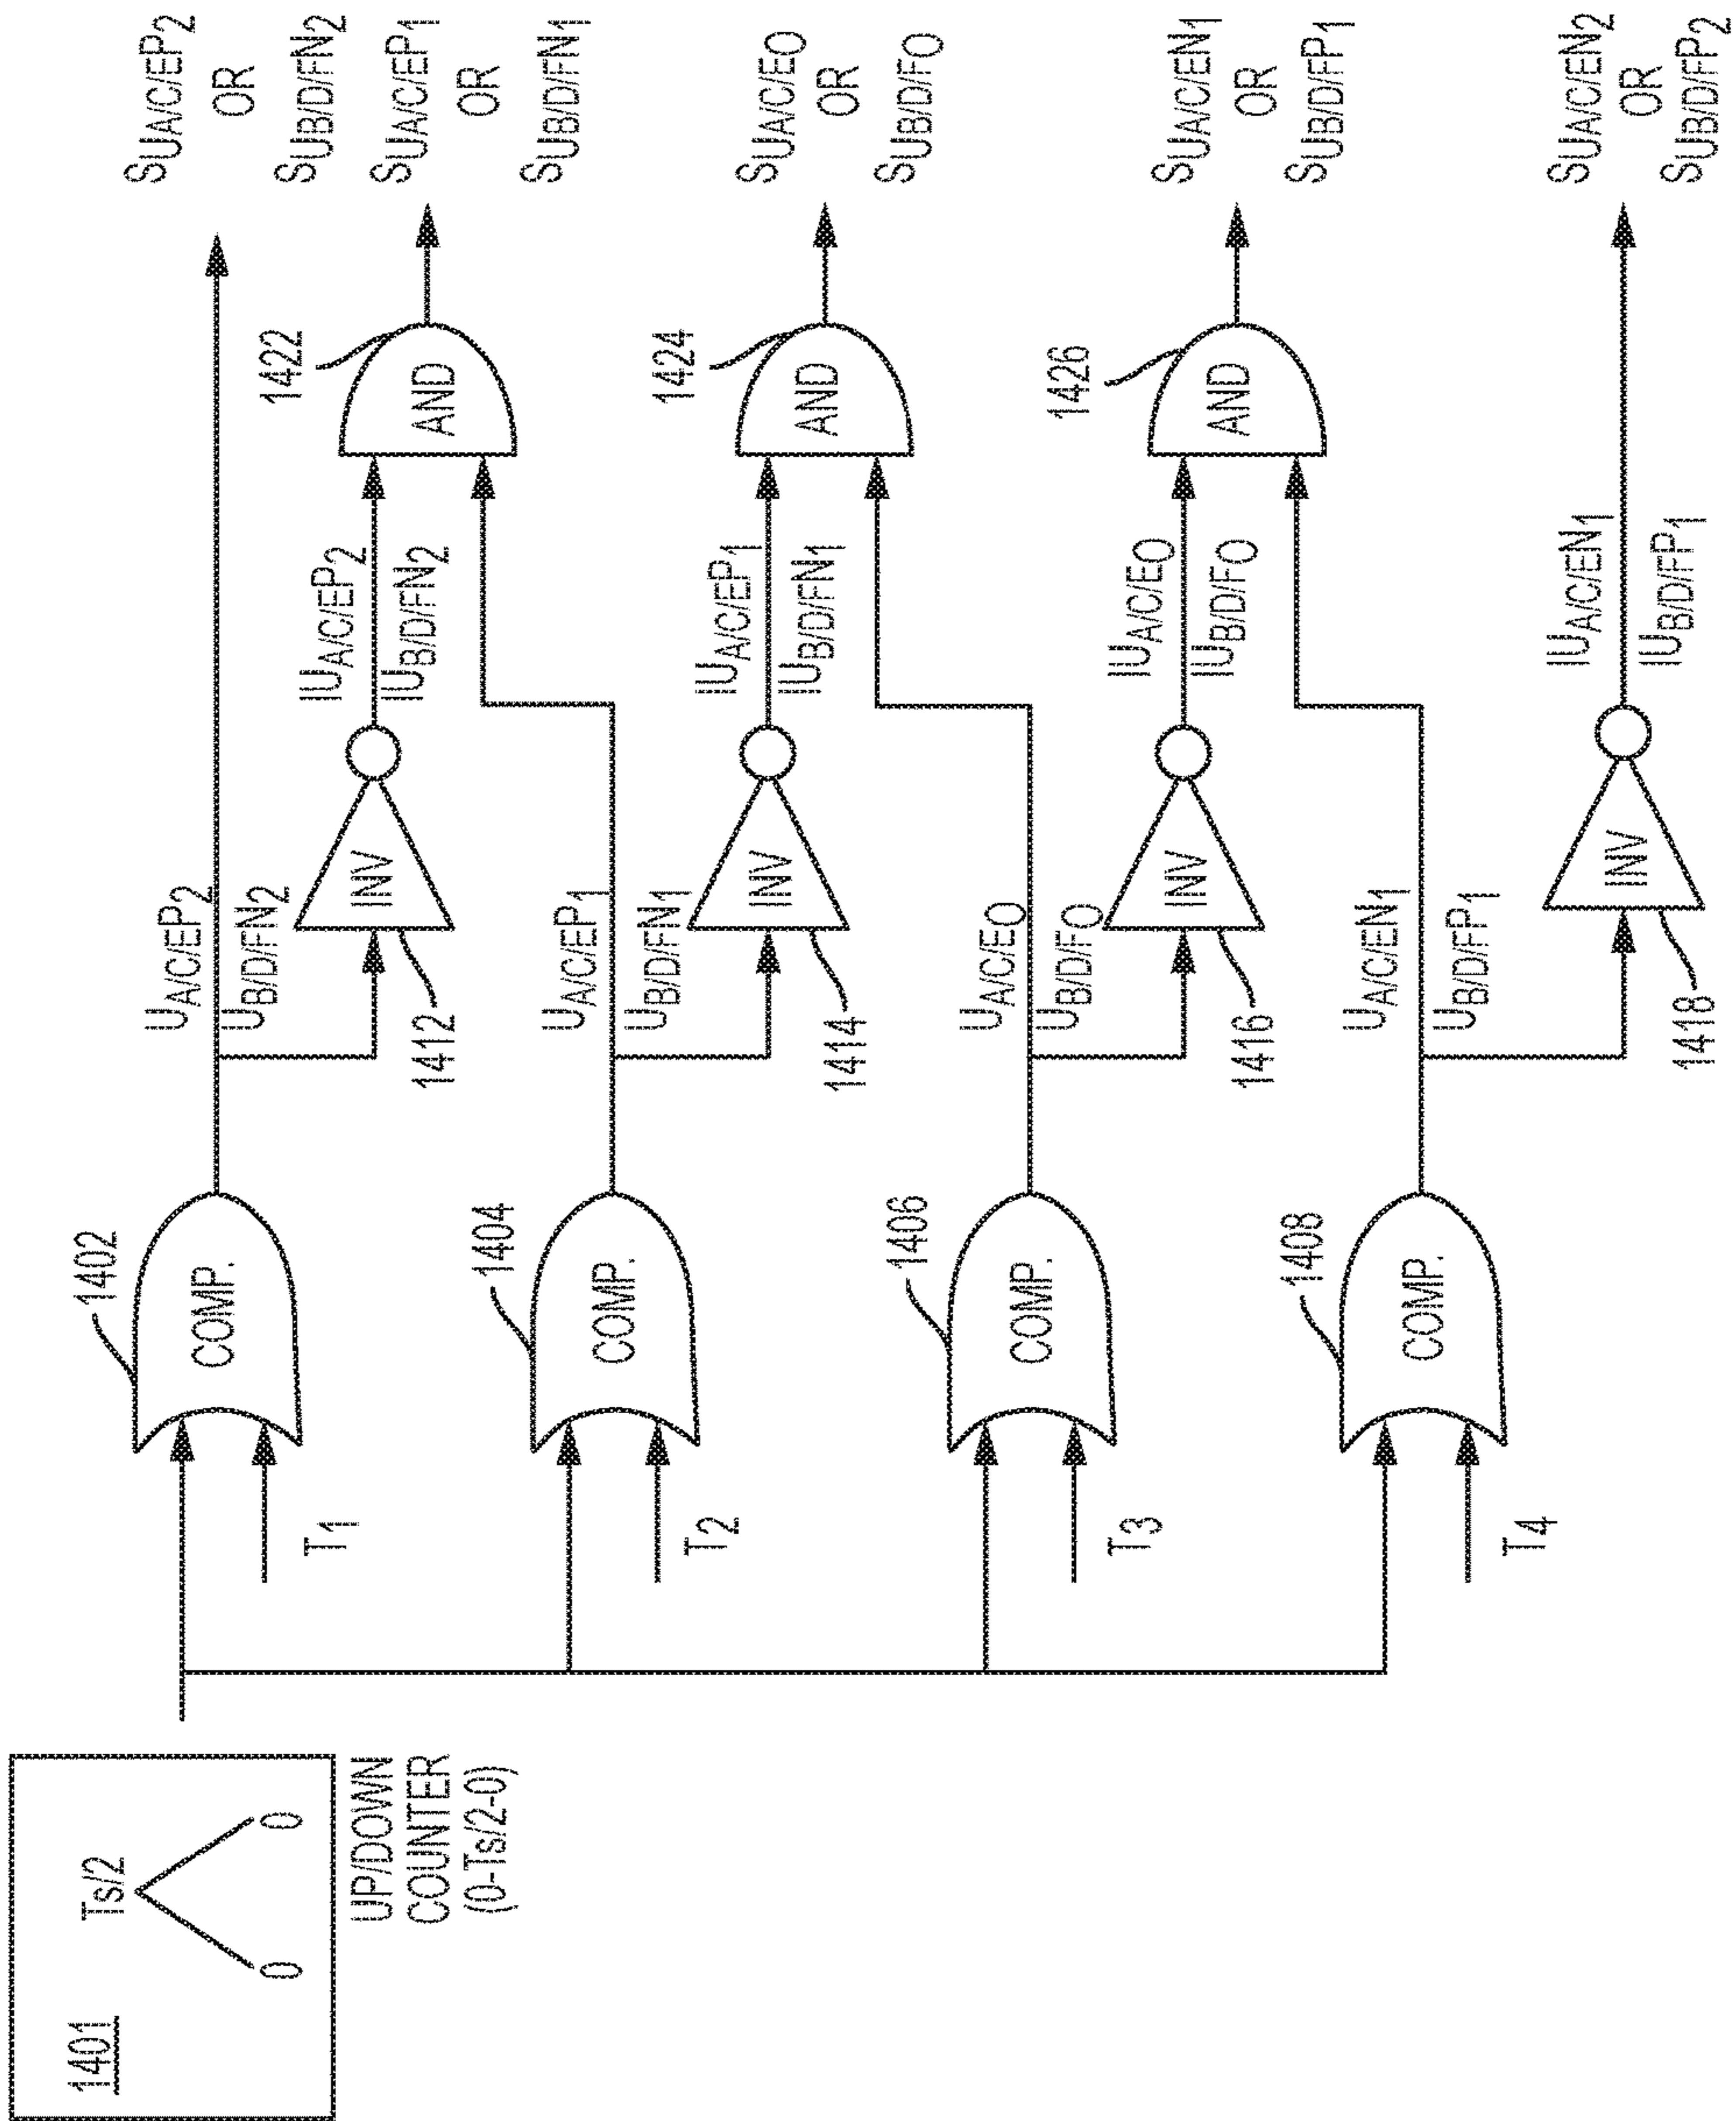 1401
Ts/2
0 0
UP/DOWN
COUNTER
(0-Ts/2-0)
T1
T2
T3
T4
1402
COMP.
1404
COMP.
1406
COMP.
1408
COMP.
UA/C/EP2
UB/D/FN2
1412
INV
IUA/C/EP2
IUB/D/FN2
UA/C/EP1
UB/D/FN1
1414
INV
IUA/C/EP1
IUB/D/FN1
UA/C/EO
UB/D/FO
1416
INV
IUA/C/EO
IUB/D/FO
UA/C/EN1
UB/D/FP1
1418
INV
IUA/C/EN1
IUB/D/FP1
1422
AND
1424
AND
1426
AND
SUA/C/EP2
OR
SUB/D/FN2
SUA/C/EP1
OR
SUB/D/FN1
SUA/C/EO
OR
SUB/D/FO
SUA/C/EN1
OR
SUB/D/FP1
SUA/C/EN2
OR
SUB/D/FP2